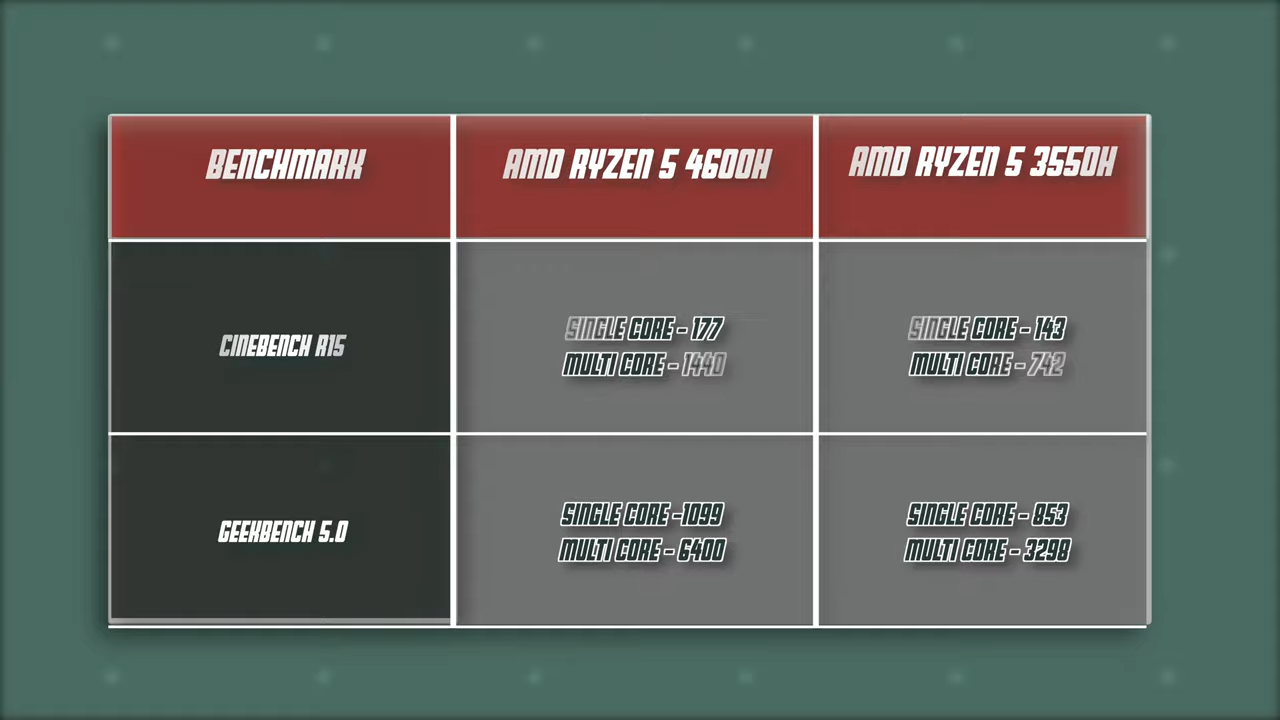 BENCHMARK
AMD RYZEN 5 4600H
AMD RYZEN 5 3550H
CINEBENCH R15
SINGLE CORE - 177
MULTI CORE - 1440
SINGLE CORE - 143
MULTI CORE - 742
GEEKBENCH 5.0
SINGLE CORE -1099
MULTI CORE - 6400
SINGLE CORE - 853
MULTI CORE - 3298